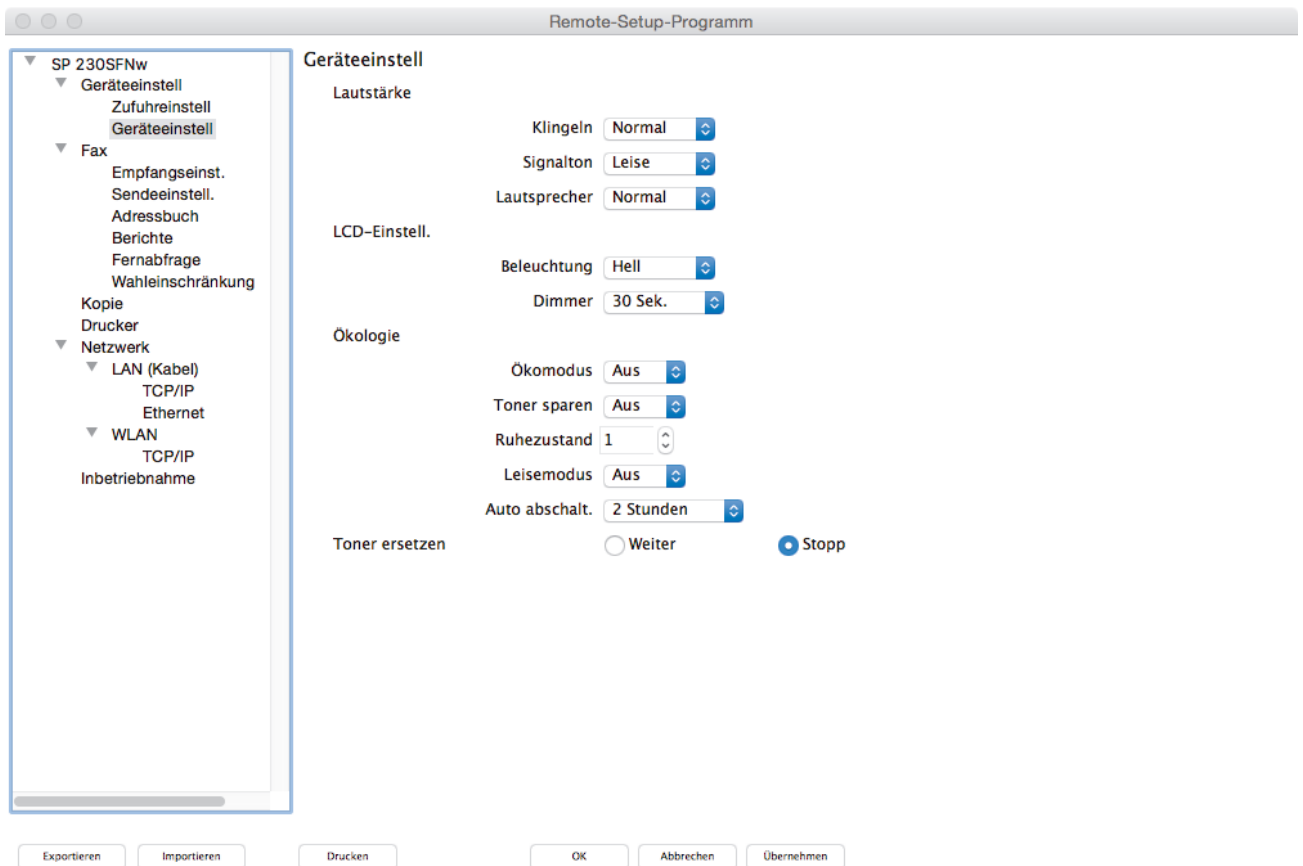 Remote-Setup-Programm
SP 230SFNw
Geräteeinstell
Zufuhreinstell
Geräteeinstell
Fax
Empfangseinst.
Sendeeinstell.
Adressbuch
Berichte
Fernabfrage
Wahleinschränkung
Kopie
Drucker
Netzwerk
LAN (Kabel)
TCP/IP
Ethernet
WLAN
TCP/IP
Inbetriebnahme
Geräteeinstell
Lautstärke
Klingeln Normal
Signalton Leise
Lautsprecher Normal
LCD-Einstell.
Beleuchtung Hell
Dimmer 30 Sek.
Ökologie
Ökomodus Aus
Toner sparen Aus
Ruhezustand 1
Leisemodus Aus
Auto abschalt. 2 Stunden
Toner ersetzen Weiter Stopp
Exportieren Importieren Drucken OK Abbrechen Übernehmen